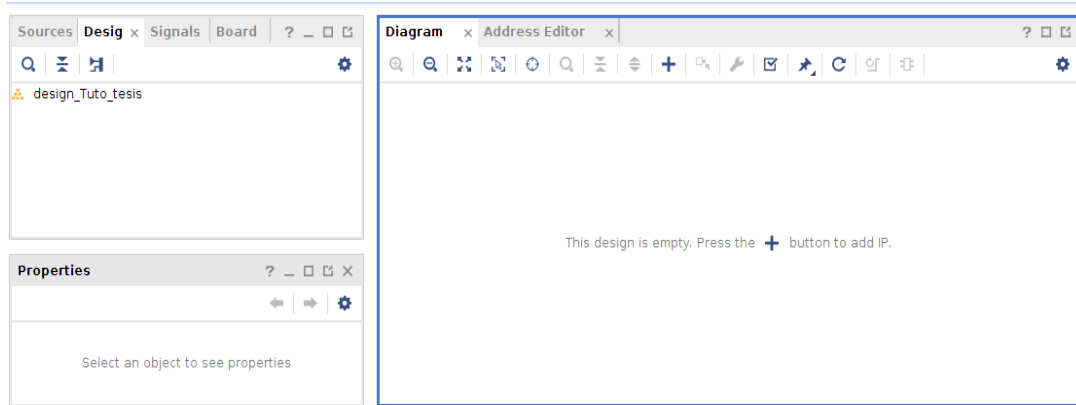 Sources Desig x Signals Board ?
design_Tuto_tesis
Properties ?
Select an object to see properties
Diagram x Address Editor x ?
This design is empty. Press the + button to add IP.